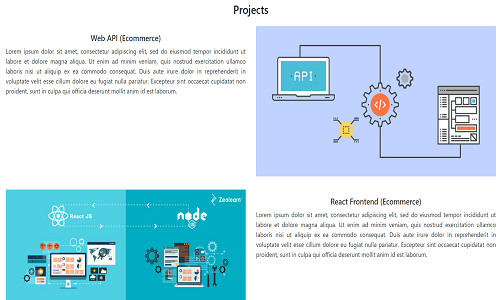 Projects
Web API (Ecommerce)
Lorem ipsum dolor sit amet, consectetur adipiscing elit, sed do eiusmod tempor incididunt ut
labore et dolore magna aliqua. Ut enim ad minim veniam, quis nostrud exercitation ullamco
laboris nisi ut aliquip ex ea commodo consequat. Duis aute irure dolor in reprehenderit in
voluptate velit esse cillum dolore eu fugiat nulla pariatur. Excepteur sint occaecat cupidatat non
proident, sunt in culpa qui officia deserunt mollit anim id est laborum.
API
</>
React JS
Zeolearn
node
JS
React Frontend (Ecommerce)
Lorem ipsum dolor sit amet, consectetur adipiscing elit, sed do eiusmod tempor incididunt ut
labore et dolore magna aliqua. Ut enim ad minim veniam, quis nostrud exercitation ullamco
laboris nisi ut aliquip ex ea commodo consequat. Duis aute irure dolor in reprehenderit in
voluptate velit esse cillum dolore eu fugiat nulla pariatur. Excepteur sint occaecat cupidatat non
proident, sunt in culpa qui officia deserunt mollit anim id est laborum.